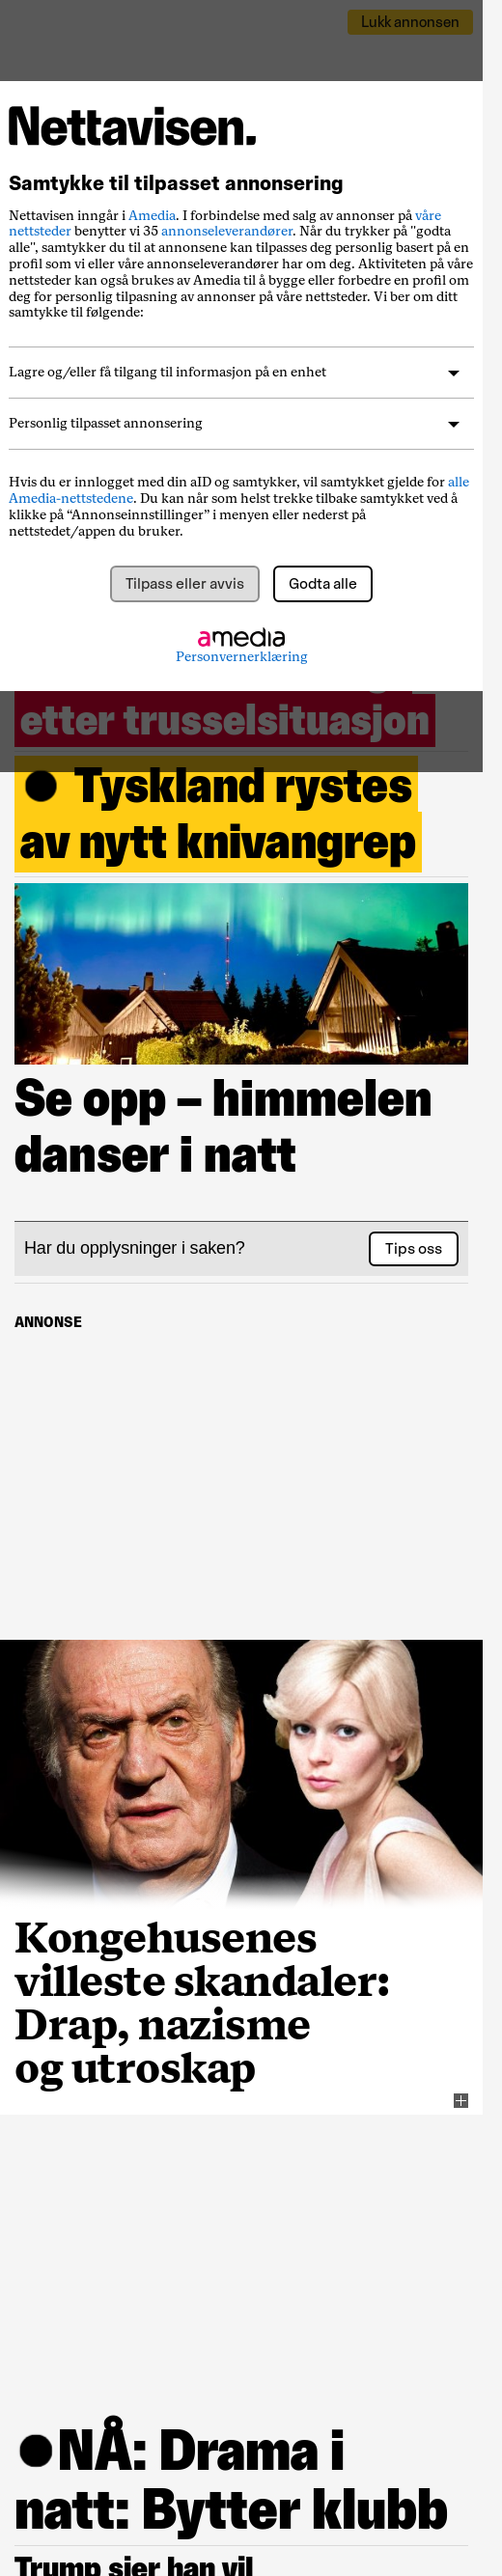 Lukk annonsen
Nettavisen.
Samtykke til tilpasset annonsering
Nettavisen inngår i Amedia. I forbindelse med salg av annonser på våre
nettsteder benytter vi 35 annonseleverandører. Når du trykker på "godta
alle", samtykker du til at annonsene kan tilpasses deg personlig basert på en
profil som vi eller våre annonseleverandører har om deg. Aktiviteten på våre
nettsteder kan også brukes av Amedia til å bygge eller forbedre en profil om
deg for personlig tilpasning av annonser på våre nettsteder. Vi ber om ditt
samtykke til følgende:
Lagre og/eller få tilgang til informasjon på en enhet
Personlig tilpasset annonsering
Hvis du er innlogget med din aID og samtykker, vil samtykket gjelde for alle
Amedia-nettstedene. Du kan når som helst trekke tilbake samtykket ved å
klikke på “Annonseinnstillinger” i menyen eller nederst på
nettstedet/appen du bruker.
Tilpass eller avvis
Godta alle
amedia
Personvernerklæring
etter trusselsituasjon
● Tyskland rystes
av nytt knivangrep
Se opp – himmelen
danser i natt
Har du opplysninger i saken?
Tips oss
ANNONSE
Kongehusenes
villeste skandaler:
Drap, nazisme
og utroskap
●NÅ: Drama i
natt: Bytter klubb
Trump sier han vil